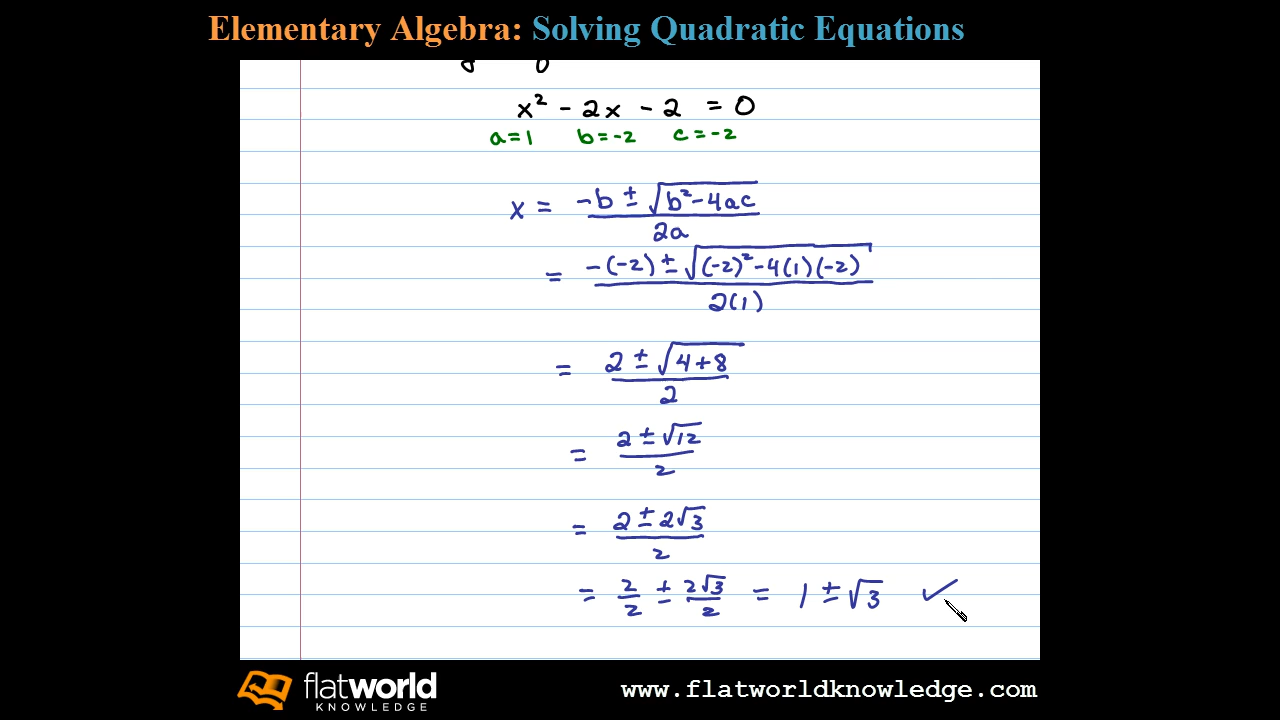 Elementary Algebra: Solving Quadratic Equations
x² - 2x - 2 = 0
a=1 b=-2 c=-2
x = (-b ± √(b²-4ac)) / 2a
= (-(-2) ± √((-2)²-4(1)(-2))) / 2(1)
= (2 ± √(4+8)) / 2
= (2 ± √12) / 2
= (2 ± 2√3) / 2
= 2/2 ± 2√3/2 = 1 ± √3 ✓
flatworld
KNOWLEDGE
www.flatworldknowledge.com